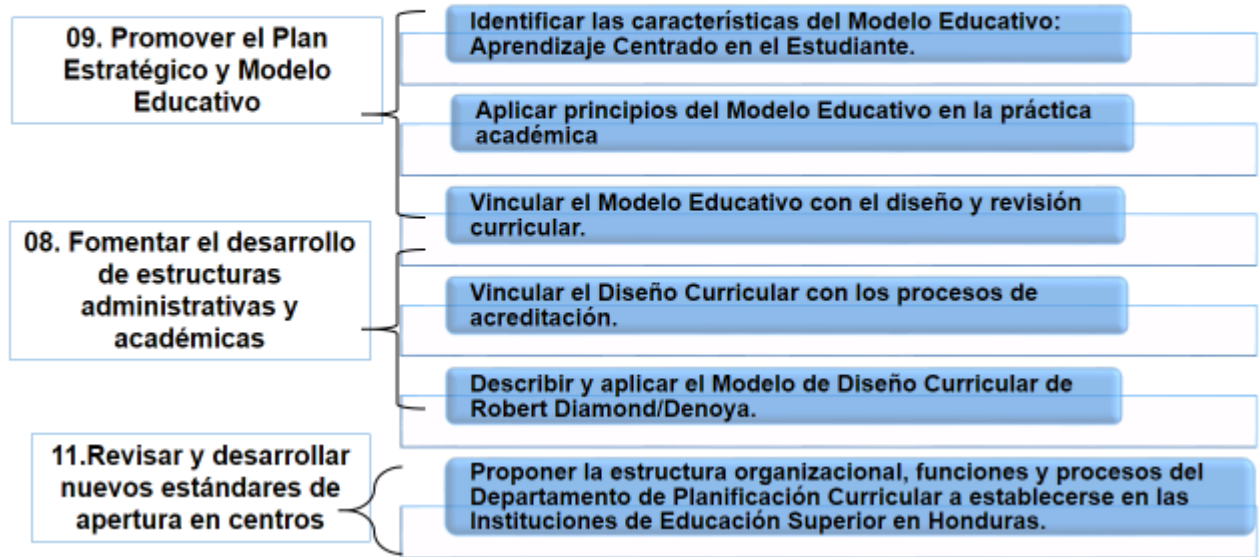 09. Promover el Plan
Estratégico y Modelo
Educativo
Identificar las características del Modelo Educativo:
Aprendizaje Centrado en el Estudiante.
Aplicar principios del Modelo Educativo en la práctica
académica
Vincular el Modelo Educativo con el diseño y revisión
curricular.
08. Fomentar el desarrollo
de estructuras
administrativas y
académicas
Vincular el Diseño Curricular con los procesos de
acreditación.
Describir y aplicar el Modelo de Diseño Curricular de
Robert Diamond/Denoya.
11.Revisar y desarrollar
nuevos estándares de
apertura en centros
Proponer la estructura organizacional, funciones y procesos del
Departamento de Planificación Curricular a establecerse en las
Instituciones de Educación Superior en Honduras.